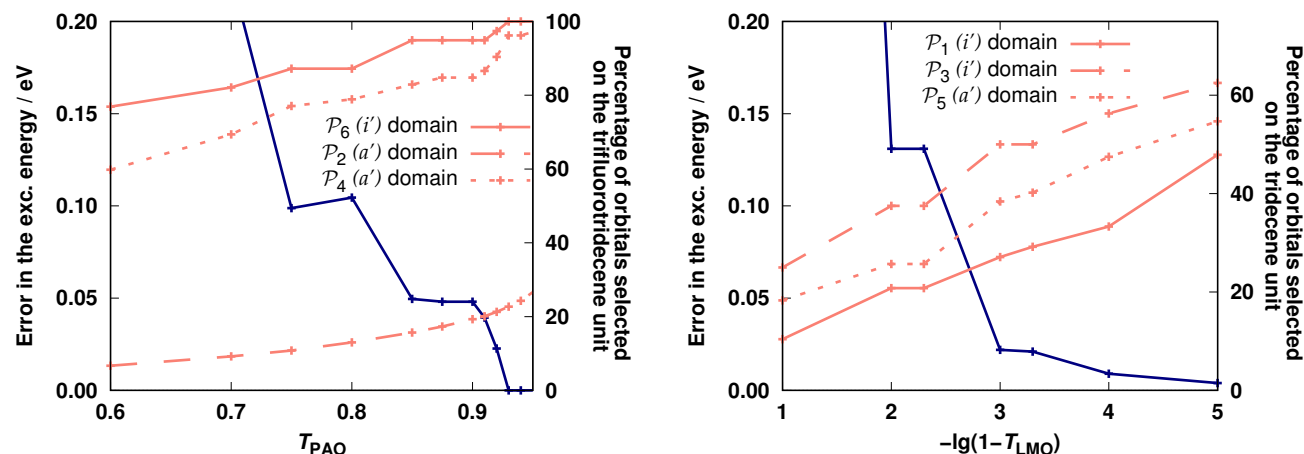 Error in the exc. energy / eV
0.20
0.15
0.10
0.05
0.00
0.6
0.7
0.8
0.9
T_PAO
100
80
60
40
20
0
Percentage of orbitals selected
on the trifluorotridecene unit
𝒫₆ (i′) domain
𝒫₂ (a′) domain
𝒫₄ (a′) domain
Error in the exc. energy / eV
0.20
0.15
0.10
0.05
0.00
1
2
3
4
5
−lg(1−T_LMO)
60
40
20
0
Percentage of orbitals selected
on the tridecene unit
𝒫₁ (i′) domain
𝒫₃ (i′) domain
𝒫₅ (a′) domain